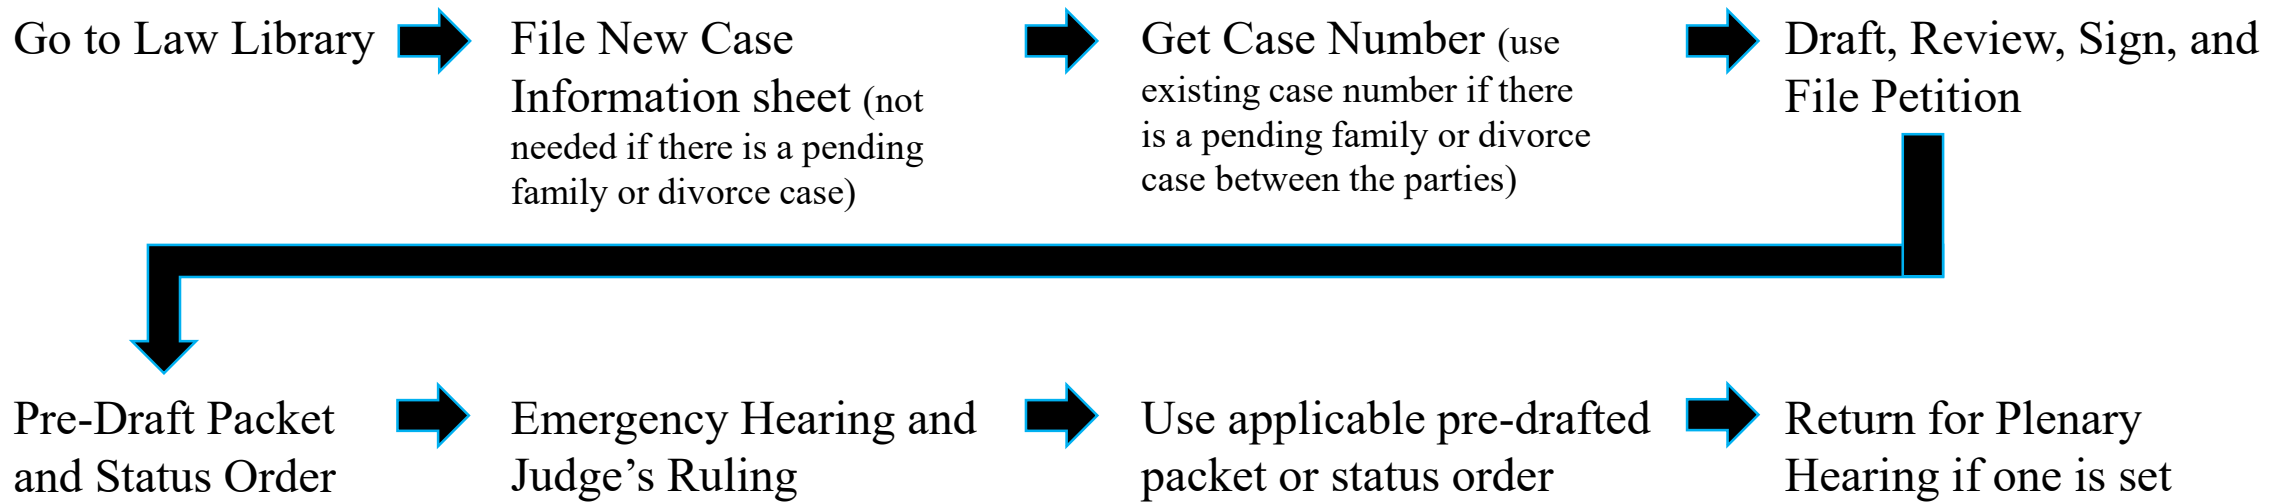 Go to Law Library
File New Case
Information sheet (not
needed if there is a pending
family or divorce case)
Get Case Number (use
existing case number if there
is a pending family or divorce
case between the parties)
Draft, Review, Sign, and
File Petition
Pre-Draft Packet
and Status Order
Emergency Hearing and
Judge’s Ruling
Use applicable pre-drafted
packet or status order
Return for Plenary
Hearing if one is set